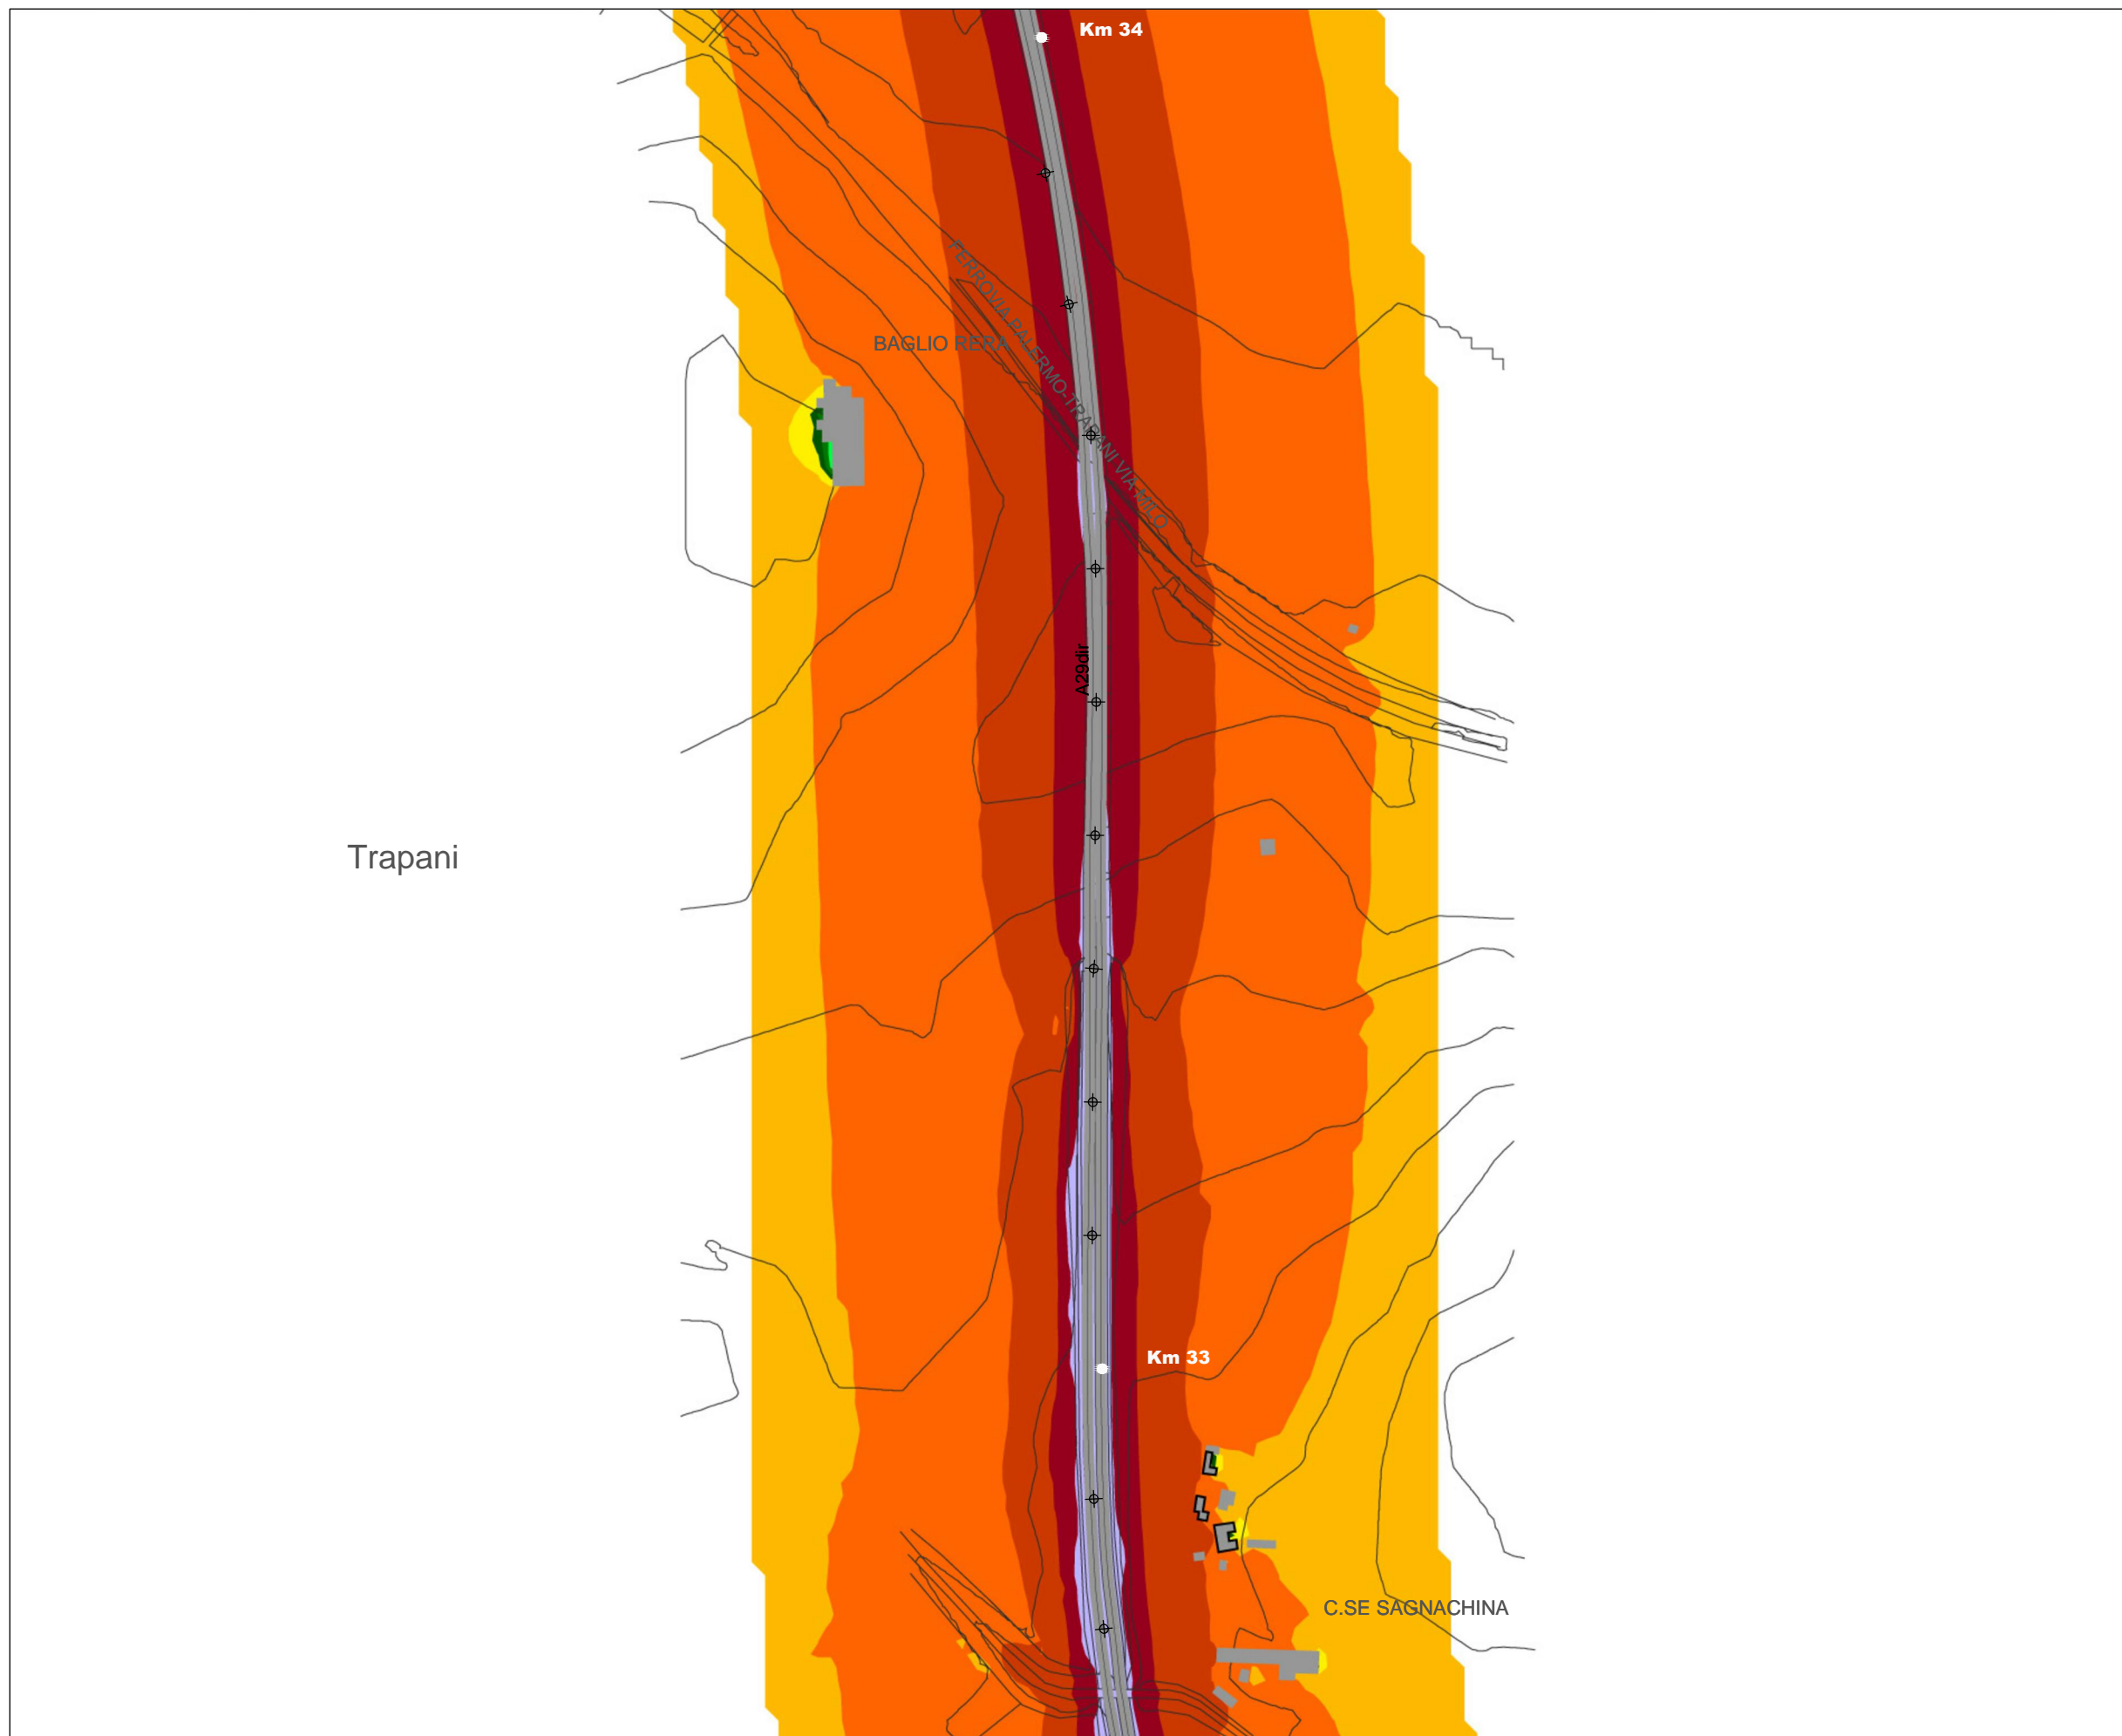 Km 34
FERROVIA PALERMO-TRAPANI VIA MILO
BAGLIO RERA
A29dir
Trapani
Km 33
C.SE SAGNACHINA